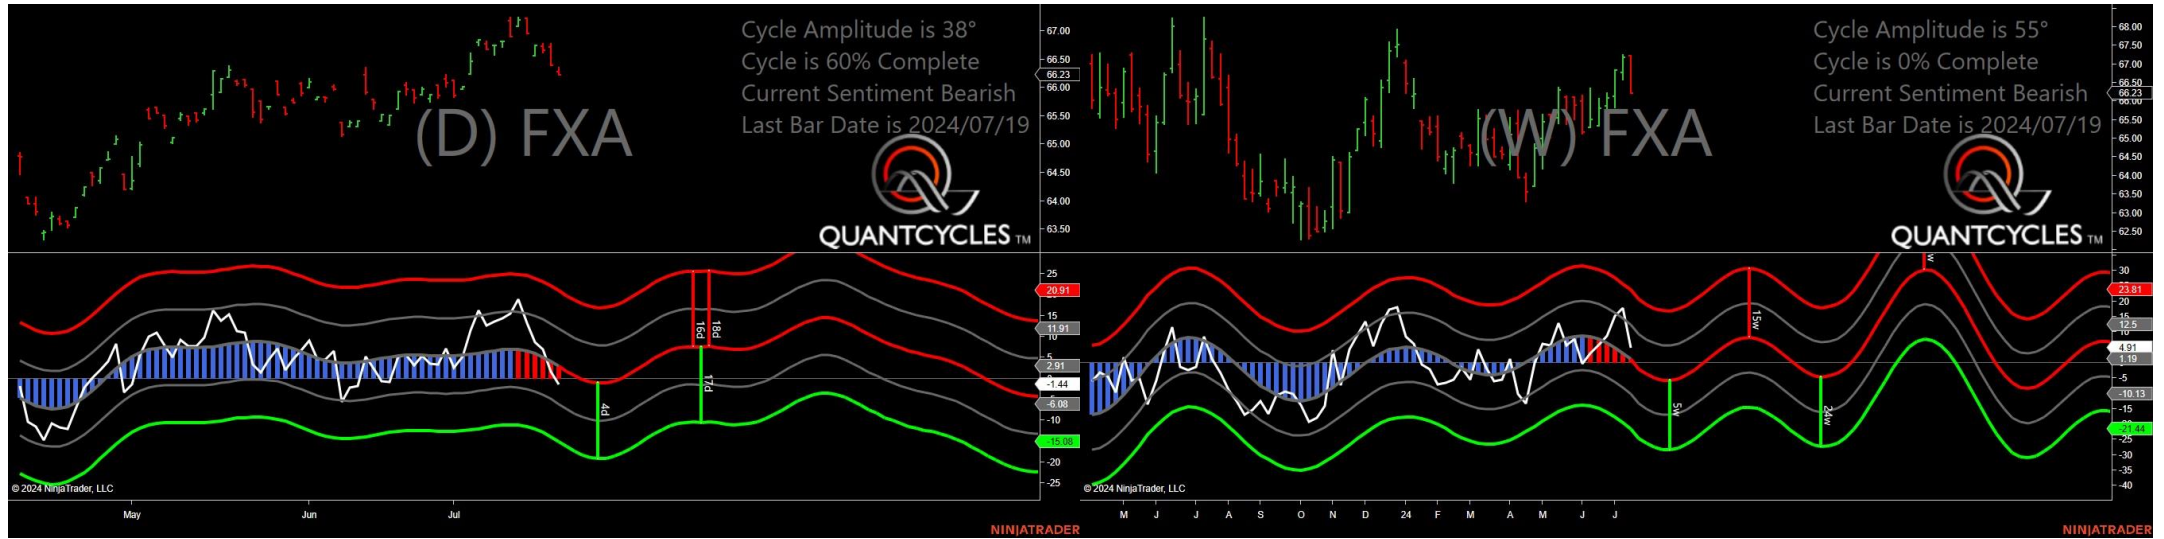 Cycle Amplitude is 38°
Cycle is 60% Complete
Current Sentiment Bearish
Last Bar Date is 2024/07/19
(D) FXA
QUANTCYCLES TM
67.00
66.50
66.23
66.00
65.50
65.00
64.50
64.00
63.50
25
20.91
15
11.91
10
2.91
-1.44
-6.08
-10
-15.08
-20
-25
16d
18d
17d
4d
© 2024 NinjaTrader, LLC
May
Jun
Jul
NINJATRADER
Cycle Amplitude is 55°
Cycle is 0% Complete
Current Sentiment Bearish
Last Bar Date is 2024/07/19
(W) FXA
QUANTCYCLES TM
68.00
67.50
67.00
66.50
66.23
66.00
65.50
65.00
64.50
64.00
63.50
63.00
62.50
30
23.81
20
15
12.5
4.91
1.19
-5
-10.13
-15
-21.44
-25
-30
-35
-40
w
15w
5w
24w
© 2024 NinjaTrader, LLC
M J J A S O N D 24 F M A M J J
NINJATRADER